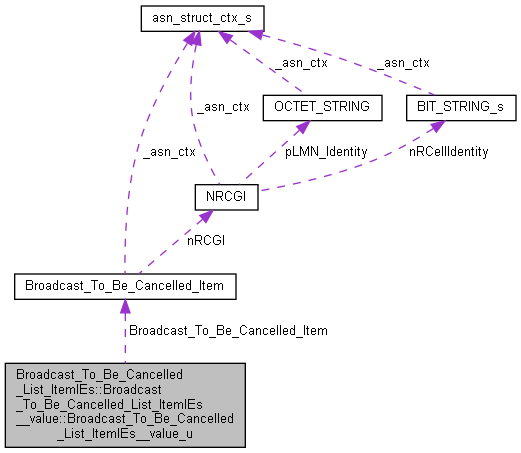 asn_struct_ctx_s
_asn_ctx
_asn_ctx
OCTET_STRING
BIT_STRING_s
_asn_ctx
_asn_ctx
pLMN_Identity
nRCellIdentity
NRCGI
nRCGI
Broadcast_To_Be_Cancelled_Item
Broadcast_To_Be_Cancelled_Item
Broadcast_To_Be_Cancelled
_List_ItemIEs::Broadcast
_To_Be_Cancelled_List_ItemIEs
__value::Broadcast_To_Be_Cancelled
_List_ItemIEs__value_u